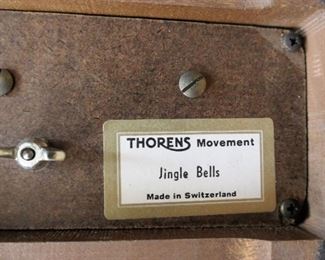 THORENS Movement
Jingle Bells
Made in Switzerland